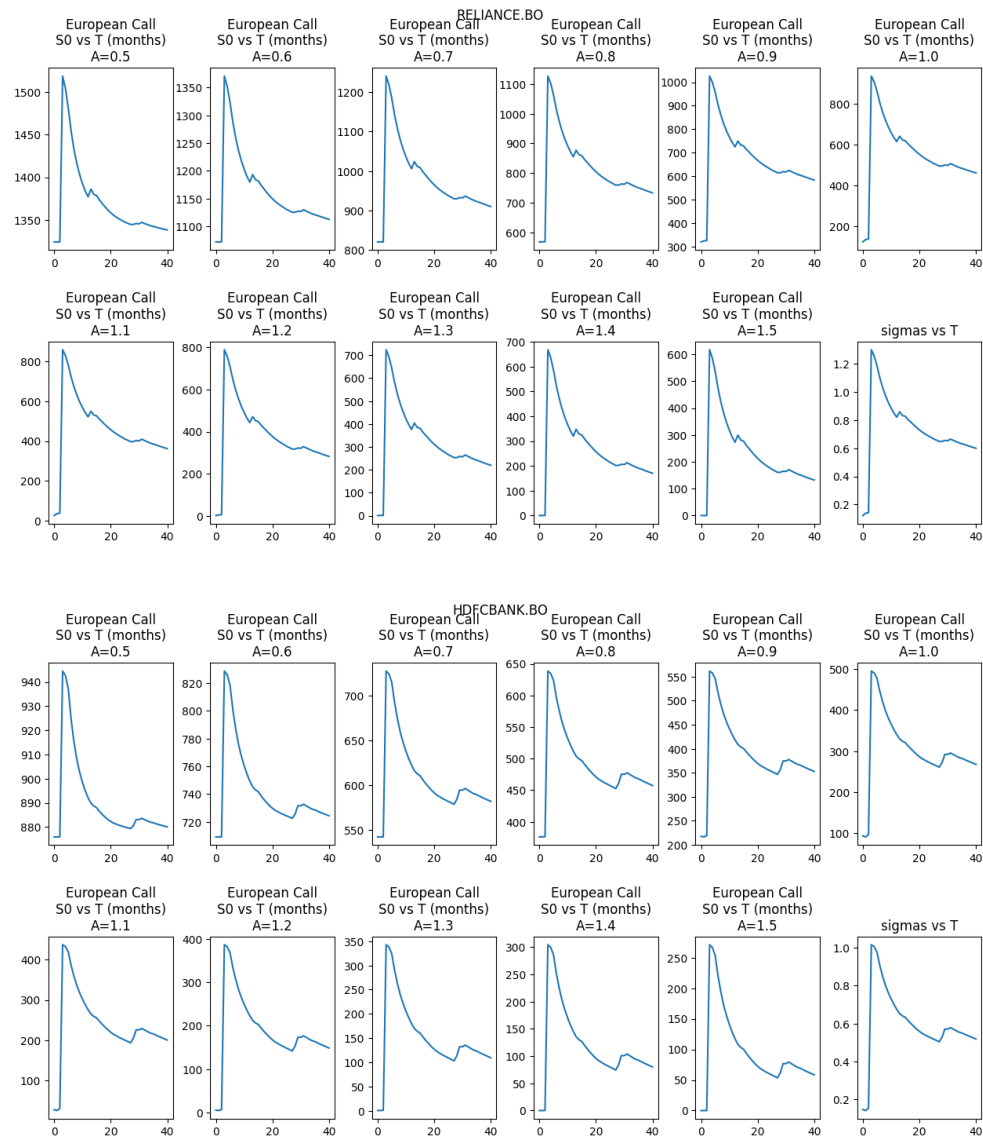 RELIANCE.BO
European Call European Call European Call European Call European Call European Call
S0 vs T (months) S0 vs T (months) S0 vs T (months) S0 vs T (months) S0 vs T (months) S0 vs T (months)
A=0.5 A=0.6 A=0.7 A=0.8 A=0.9 A=1.0
1500 1450 1400 1350
1350 1300 1250 1200 1150 1100
1200 1100 1000 900 800
1100 1000 900 800 700 600
1000 900 800 700 600 500 400 300
800 600 400 200
0 20 40 0 20 40 0 20 40 0 20 40 0 20 40 0 20 40
European Call European Call European Call European Call European Call
S0 vs T (months) S0 vs T (months) S0 vs T (months) S0 vs T (months) S0 vs T (months)
A=1.1 A=1.2 A=1.3 A=1.4 A=1.5 sigmas vs T
800 600 400 200 0
800 600 400 200 0
700 600 500 400 300 200 100 0
700 600 500 400 300 200 100 0
600 500 400 300 200 100 0
1.2 1.0 0.8 0.6 0.4 0.2
0 20 40 0 20 40 0 20 40 0 20 40 0 20 40 0 20 40
HDFCBANK.BO
European Call European Call European Call European Call European Call European Call
S0 vs T (months) S0 vs T (months) S0 vs T (months) S0 vs T (months) S0 vs T (months) S0 vs T (months)
A=0.5 A=0.6 A=0.7 A=0.8 A=0.9 A=1.0
940 930 920 910 900 890 880
820 800 780 760 740 720
700 650 600 550
650 600 550 500 450 400
550 500 450 400 350 300 250 200
500 400 300 200 100
0 20 40 0 20 40 0 20 40 0 20 40 0 20 40 0 20 40
European Call European Call European Call European Call European Call
S0 vs T (months) S0 vs T (months) S0 vs T (months) S0 vs T (months) S0 vs T (months)
A=1.1 A=1.2 A=1.3 A=1.4 A=1.5 sigmas vs T
400 300 200 100
400 300 200 100 0
350 300 250 200 150 100 50 0
300 250 200 150 100 50 0
250 200 150 100 50 0
1.0 0.8 0.6 0.4 0.2
0 20 40 0 20 40 0 20 40 0 20 40 0 20 40 0 20 40